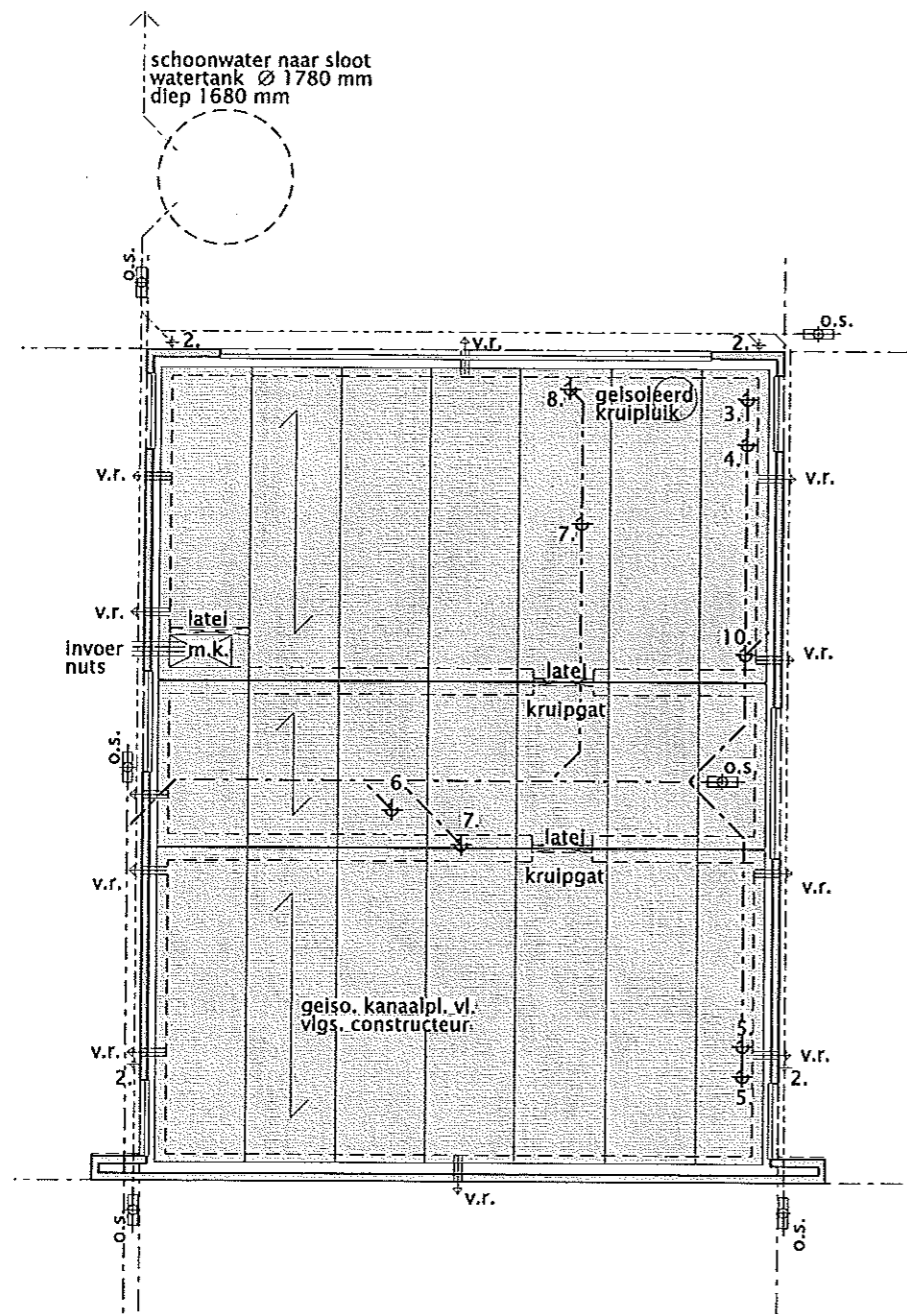 schoonwater naar sloot
watertank Ø 1780 mm
diep 1680 mm
o.s.
o.s.
2.
v.r.
2.
8.
geïsoleerd
kruipluik
3.
4.
v.r.
v.r.
7.
v.r.
latei
invoer
nuts
m.k.
10.
v.r.
latei
kruipgat
o.s.
o.s
6.
7.
latei
kruipgat
v.r.
v.r.
geiso. kanaalpl. vl.
vlgs. constructeur
5.
v.r.
v.r.
2.
5.
2.
v.r.
o.s.
o.s.